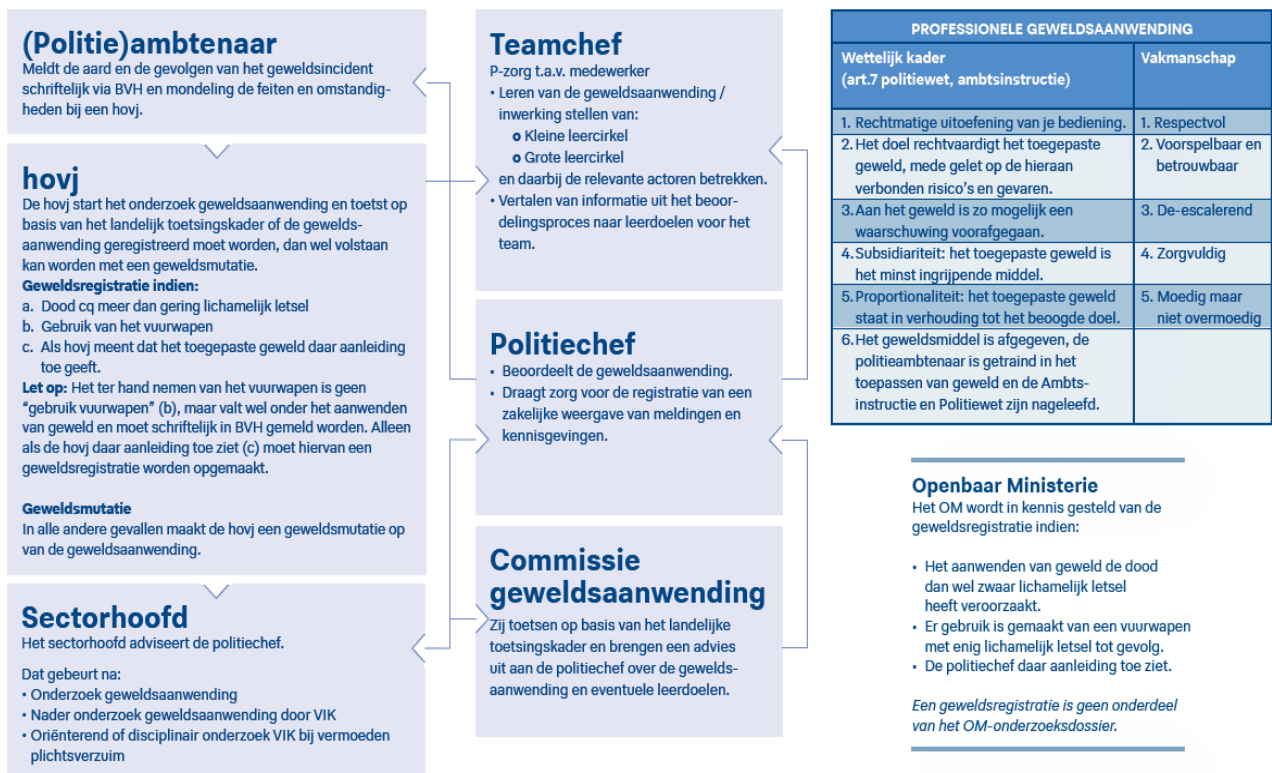 (Politie)ambtenaar
Meldt de aard en de gevolgen van het geweldsincident
schriftelijk via BVH en mondeling de feiten en omstandig-
heden bij een hovj.
hovj
De hovj start het onderzoek geweldsaanwending en toetst op
basis van het landelijk toetsingskader of de gewelds-
aanwending geregistreerd moet worden, dan wel volstaan
kan worden met een geweldsmutatie.
Geweldsregistratie indien:
a. Dood cq meer dan gering lichamelijk letsel
b. Gebruik van het vuurwapen
c. Als hovj meent dat het toegepaste geweld daar aanleiding
toe geeft.
Let op: Het ter hand nemen van het vuurwapen is geen
“gebruik vuurwapen” (b), maar valt wel onder het aanwenden
van geweld en moet schriftelijk in BVH gemeld worden. Alleen
als de hovj daar aanleiding toe ziet (c) moet hiervan een
geweldsregistratie worden opgemaakt.
Geweldsmutatie
In alle andere gevallen maakt de hovj een geweldsmutatie op
van de geweldsaanwending.
Sectorhoofd
Het sectorhoofd adviseert de politiechef.
Dat gebeurt na:
• Onderzoek geweldsaanwending
• Nader onderzoek geweldsaanwending door VIK
• Oriënterend of disciplinair onderzoek VIK bij vermoeden
plichtsverzuim
Teamchef
P-zorg t.a.v. medewerker
• Leren van de geweldsaanwending /
inwerking stellen van:
o Kleine leercirkel
o Grote leercirkel
en daarbij de relevante actoren betrekken.
• Vertalen van informatie uit het beoor-
delingsproces naar leerdoelen voor het
team.
Politiechef
• Beoordeelt de geweldsaanwending.
• Draagt zorg voor de registratie van een
zakelijke weergave van meldingen en
kennisgevingen.
Commissie
geweldsaanwending
Zij toetsen op basis van het landelijke
toetsingskader en brengen een advies
uit aan de politiechef over de gewelds-
aanwending en eventuele leerdoelen.
PROFESSIONELE GEWELDSAANWENDING
Wettelijk kader
(art.7 politiewet, ambtsinstructie)
Vakmanschap
1. Rechtmatige uitoefening van je bediening.
1. Respectvol
2. Het doel rechtvaardigt het toegepaste
geweld, mede gelet op de hieraan
verbonden risico’s en gevaren.
2. Voorspelbaar en
betrouwbaar
3. Aan het geweld is zo mogelijk een
waarschuwing voorafgegaan.
3. De-escalerend
4. Subsidiariteit: het toegepaste geweld is
het minst ingrijpende middel.
4. Zorgvuldig
5. Proportionaliteit: het toegepaste geweld
staat in verhouding tot het beoogde doel.
5. Moedig maar
niet overmoedig
6. Het geweldsmiddel is afgegeven, de
politieambtenaar is getraind in het
toepassen van geweld en de Ambts-
instructie en Politiewet zijn nageleefd.
Openbaar Ministerie
Het OM wordt in kennis gesteld van de
geweldsregistratie indien:
• Het aanwenden van geweld de dood
dan wel zwaar lichamelijk letsel
heeft veroorzaakt.
• Er gebruik is gemaakt van een vuurwapen
met enig lichamelijk letsel tot gevolg.
• De politiechef daar aanleiding toe ziet.
Een geweldsregistratie is geen onderdeel
van het OM-onderzoeksdossier.